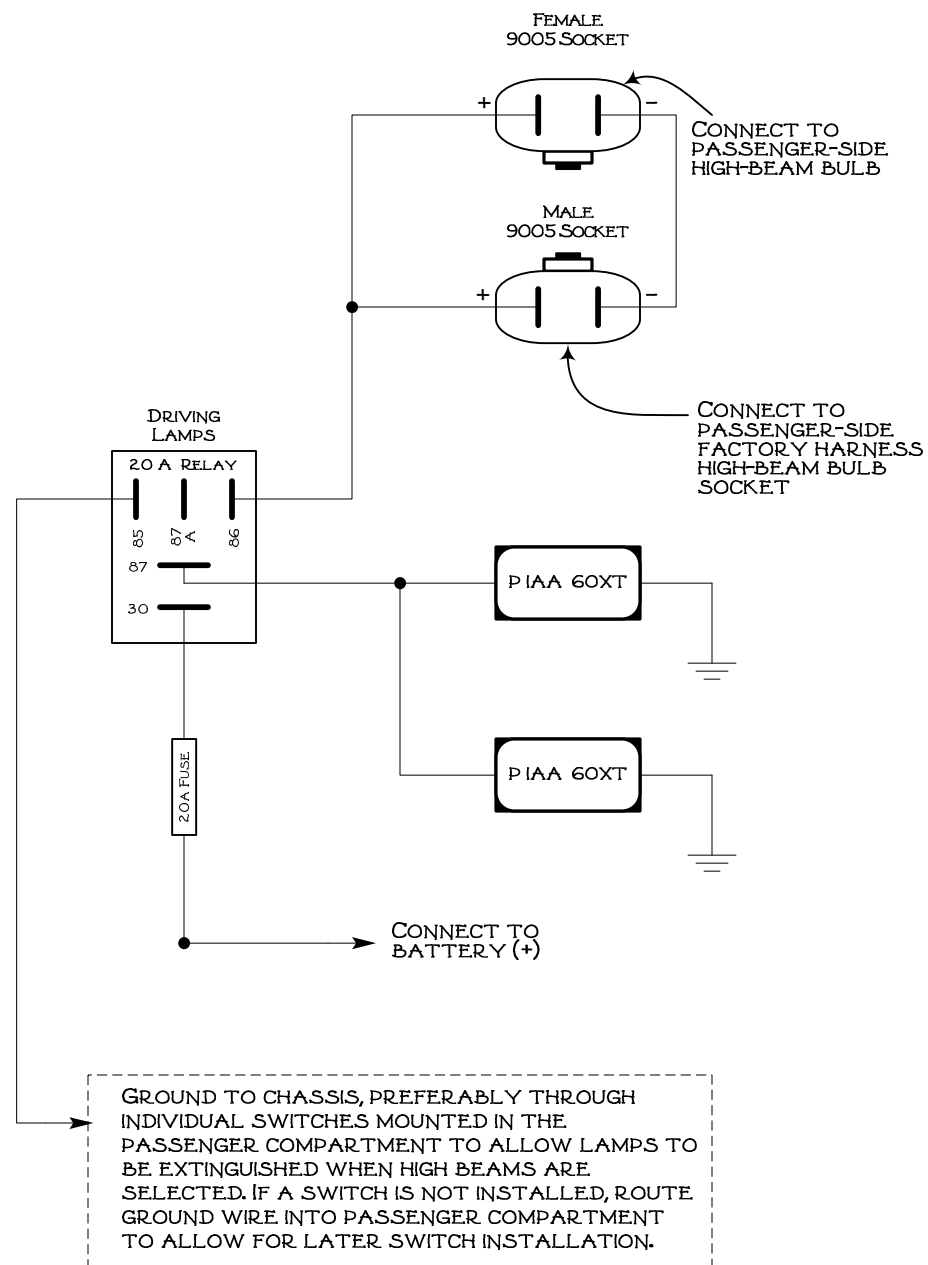 FEMALE
9005 SOCKET
+
−
CONNECT TO
PASSENGER-SIDE
HIGH-BEAM BULB
MALE
9005 SOCKET
+
−
CONNECT TO
PASSENGER-SIDE
FACTORY HARNESS
HIGH-BEAM BULB
SOCKET
DRIVING
LAMPS
20 A RELAY
85
87
A
86
87
30
PIAA 60XT
PIAA 60XT
20A FUSE
CONNECT TO
BATTERY (+)
GROUND TO CHASSIS, PREFERABLY THROUGH
INDIVIDUAL SWITCHES MOUNTED IN THE
PASSENGER COMPARTMENT TO ALLOW LAMPS TO
BE EXTINGUISHED WHEN HIGH BEAMS ARE
SELECTED. IF A SWITCH IS NOT INSTALLED, ROUTE
GROUND WIRE INTO PASSENGER COMPARTMENT
TO ALLOW FOR LATER SWITCH INSTALLATION.